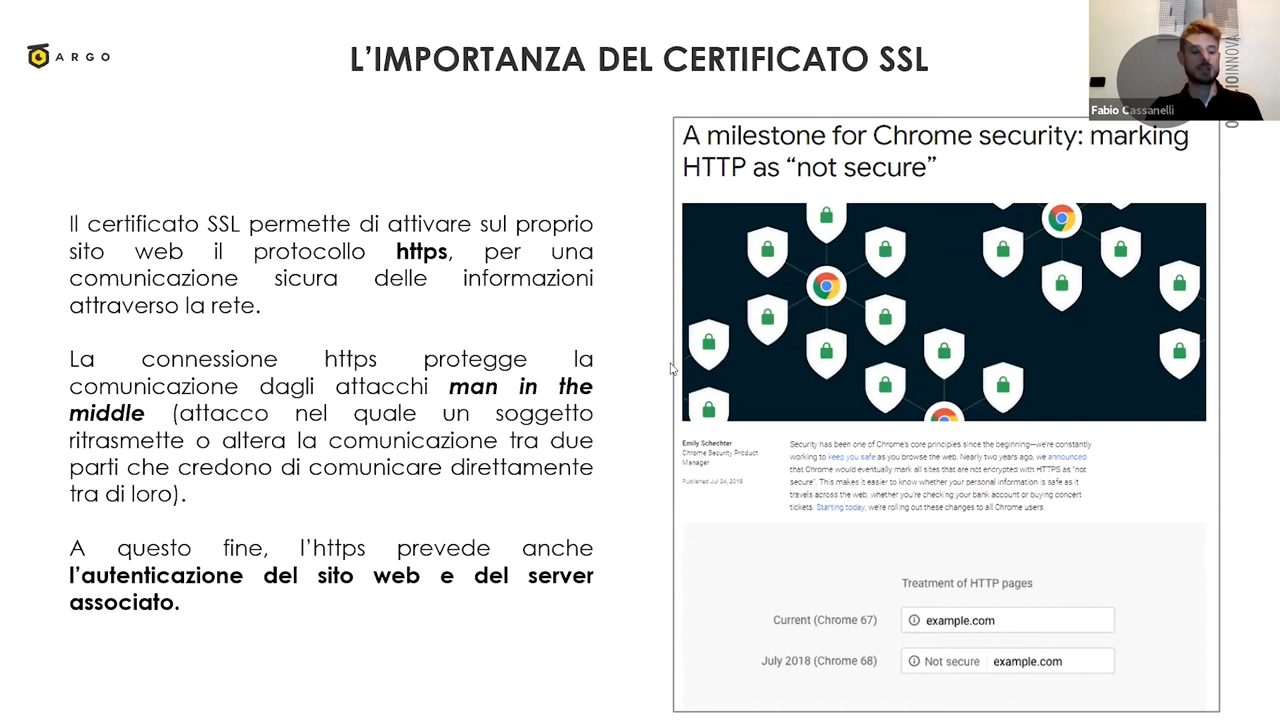 ARGO
L’IMPORTANZA DEL CERTIFICATO SSL
Fabio Cassanelli
Il certificato SSL permette di attivare sul proprio
sito web il protocollo https, per una
comunicazione sicura delle informazioni
attraverso la rete.
La connessione https protegge la
comunicazione dagli attacchi man in the
middle (attacco nel quale un soggetto
ritrasmette o altera la comunicazione tra due
parti che credono di comunicare direttamente
tra di loro).
A questo fine, l’https prevede anche
l’autenticazione del sito web e del server
associato.
A milestone for Chrome security: marking
HTTP as “not secure”
Emily Schechter
Chrome Security Product
Manager
Published Jul 24, 2018
Security has been one of Chrome’s core principles since the beginning—we’re constantly
working to keep you safe as you browse the web. Nearly two years ago, we announced
that Chrome would eventually mark all sites that are not encrypted with HTTPS as “not
secure”. This makes it easier to know whether your personal information is safe as it
travels across the web, whether you’re checking your bank account or buying concert
tickets. Starting today, we’re rolling out these changes to all Chrome users.
Treatment of HTTP pages
Current (Chrome 67)
example.com
July 2018 (Chrome 68)
Not secure
example.com